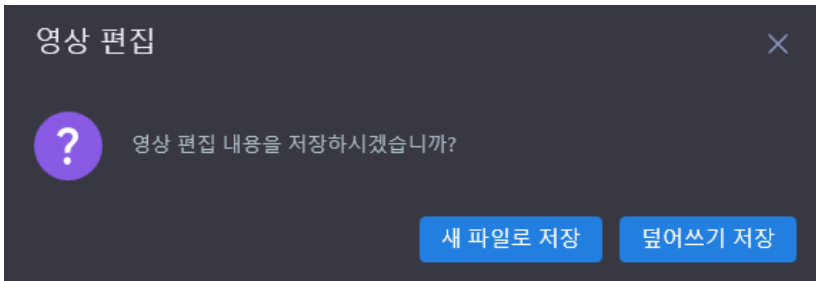 영상 편집
?
영상 편집 내용을 저장하시겠습니까?
새 파일로 저장 덮어쓰기 저장